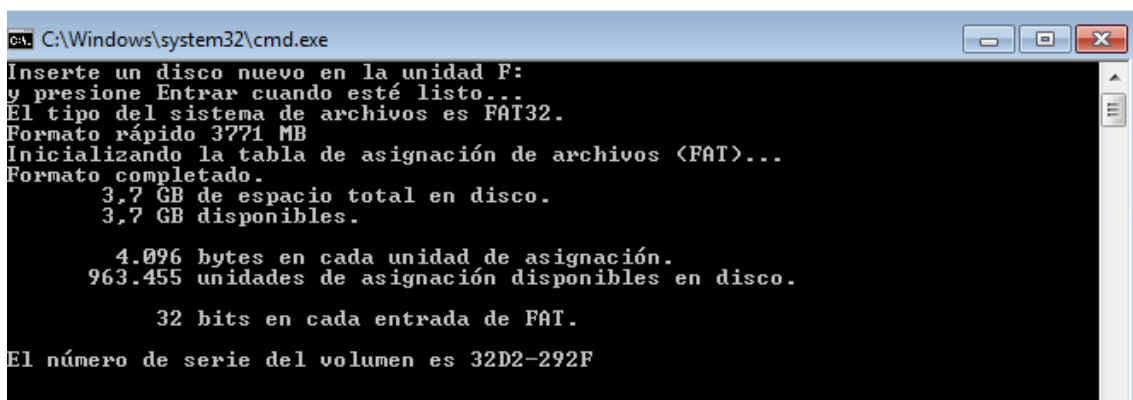 C:\Windows\system32\cmd.exe
Inserte un disco nuevo en la unidad F:
y presione Entrar cuando esté listo...
El tipo del sistema de archivos es FAT32.
Formato rápido 3771 MB
Inicializando la tabla de asignación de archivos (FAT)...
Formato completado.
3,7 GB de espacio total en disco.
3,7 GB disponibles.
4.096 bytes en cada unidad de asignación.
963.455 unidades de asignación disponibles en disco.
32 bits en cada entrada de FAT.
El número de serie del volumen es 32D2-292F